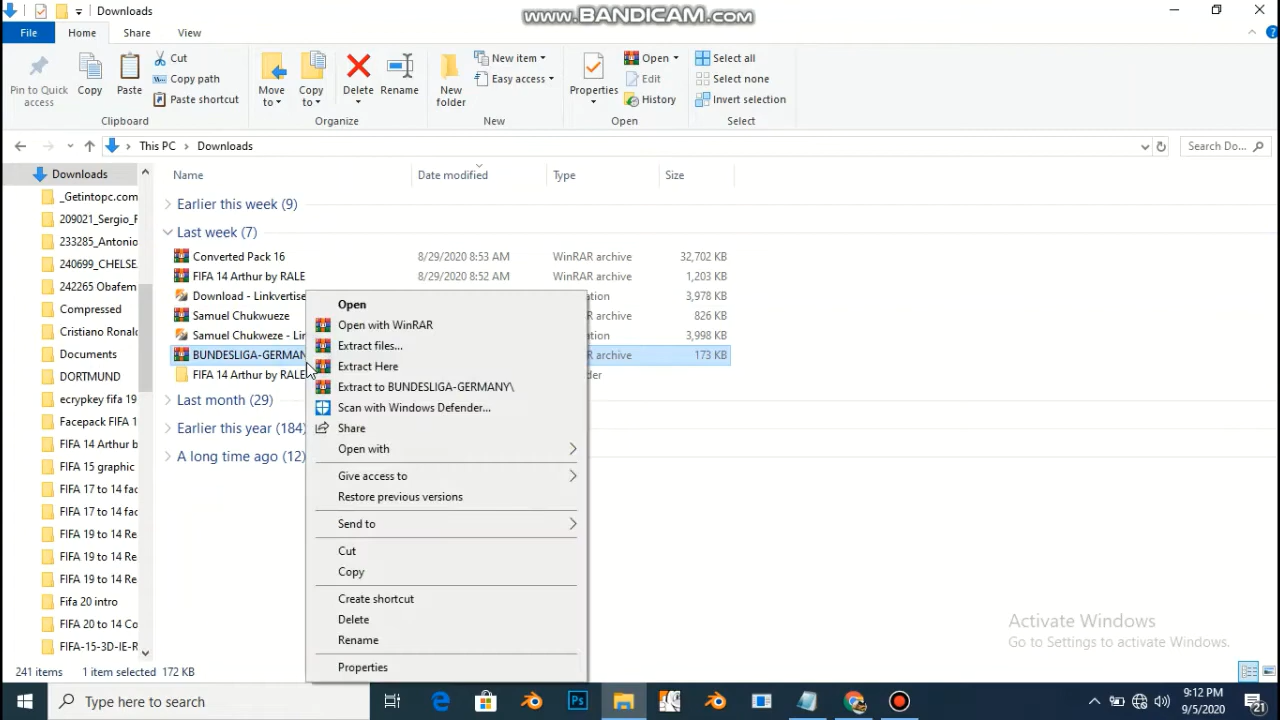 Downloads
www.BANDICAM.com
File
Home
Share
View
Pin to Quick access
Copy
Paste
Cut
Copy path
Paste shortcut
Clipboard
Move to
Copy to
Delete
Rename
Organize
New folder
New item
Easy access
New
Properties
Open
Edit
History
Open
Select all
Select none
Invert selection
Select
This PC > Downloads
Search Do...
Downloads
_Getintopc.com
209021_Sergio_F
233285_Antonio
240699_CHELSE
242265 Obafem
Compressed
Cristiano Ronald
Documents
DORTMUND
ecrypkey fifa 19
Facepack FIFA 1
FIFA 14 Arthur b
FIFA 15 graphic
FIFA 17 to 14 fac
FIFA 17 to 14 fac
FIFA 19 to 14 Re
FIFA 19 to 14 Re
FIFA 19 to 14 Re
Fifa 20 intro
FIFA 20 to 14 Co
FIFA-15-3D-IE-R
Name Date modified Type Size
Earlier this week (9)
Last week (7)
Converted Pack 16 8/29/2020 8:53 AM WinRAR archive 32,702 KB
FIFA 14 Arthur by RALE 8/29/2020 8:52 AM WinRAR archive 1,203 KB
Download - Linkvertise ation 3,978 KB
Samuel Chukwueze AR archive 826 KB
Samuel Chukweze - Lin ation 3,998 KB
BUNDESLIGA-GERMAN AR archive 173 KB
FIFA 14 Arthur by RALE der
Last month (29)
Earlier this year (184)
A long time ago (12)
Open
Open with WinRAR
Extract files...
Extract Here
Extract to BUNDESLIGA-GERMANY\
Scan with Windows Defender...
Share
Open with
Give access to
Restore previous versions
Send to
Cut
Copy
Create shortcut
Delete
Rename
Properties
Activate Windows
Go to Settings to activate Windows.
241 items 1 item selected 172 KB
Type here to search
Ps
9:12 PM
9/5/2020
21